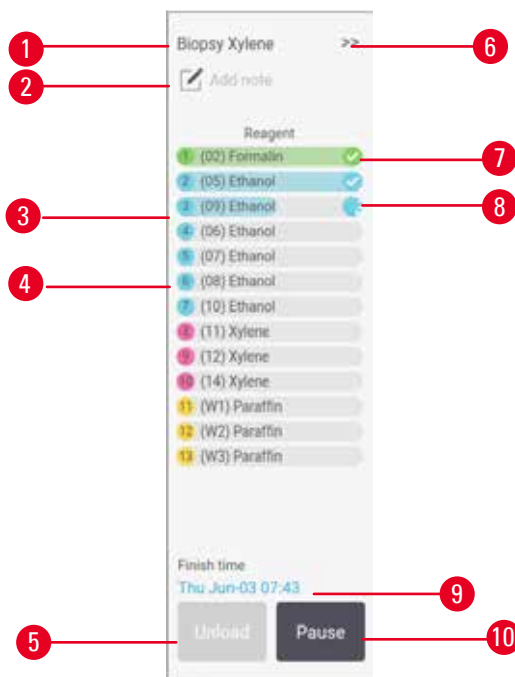 1 Biopsy Xylene >> 6
2 Add note
Reagent
1 (02) Formalin 7
2 (05) Ethanol
3 3 (09) Ethanol 8
4 (06) Ethanol
5 (07) Ethanol
4 6 (08) Ethanol
7 (10) Ethanol
8 (11) Xylene
9 (12) Xylene
10 (14) Xylene
11 (W1) Paraffin
12 (W2) Paraffin
13 (W3) Paraffin
Finish time
Thu Jun-03 07:43 9
5 Unload Pause 10